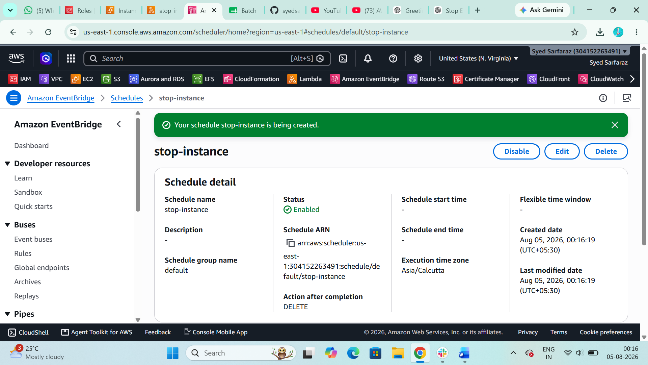 Roles
Instan
stop-i
Batch
ayeos
YouTu
Greet
Stop I
Ask Gemini
us-east-1.console.aws.amazon.com/scheduler/home?region=us-east-1#schedules/default/stop-instance
aws
Search
[Alt+S]
United States (N. Virginia)
Syed Sarfaraz (304152263491)
Syed Sarfaraz
IAM
VPC
EC2
S3
Aurora and RDS
EFS
CloudFormation
Lambda
Amazon EventBridge
Route 53
Certificate Manager
CloudFront
CloudWatch
Amazon EventBridge
Schedules
stop-instance
Amazon EventBridge
Dashboard
Developer resources
Learn
Sandbox
Quick starts
Buses
Event buses
Rules
Global endpoints
Archives
Replays
Pipes
Your schedule stop-instance is being created.
stop-instance
Disable
Edit
Delete
Schedule detail
Schedule name
stop-instance
Description
-
Schedule group name
default
Status
Enabled
Schedule ARN
arn:aws:scheduler:us-
east-
1:304152263491:schedule/de
fault/stop-instance
Action after completion
DELETE
Schedule start time
-
Schedule end time
-
Execution time zone
Asia/Calcutta
Flexible time window
-
Created date
Aug 05, 2026, 00:16:19
(UTC+05:30)
Last modified date
Aug 05, 2026, 00:16:19
(UTC+05:30)
CloudShell
Agent Toolkit for AWS
Feedback
Console Mobile App
© 2026, Amazon Web Services, Inc. or its affiliates.
Privacy
Terms
Cookie preferences
3
25°C
Mostly cloudy
Search
ENG
IN
00:16
05-08-2026